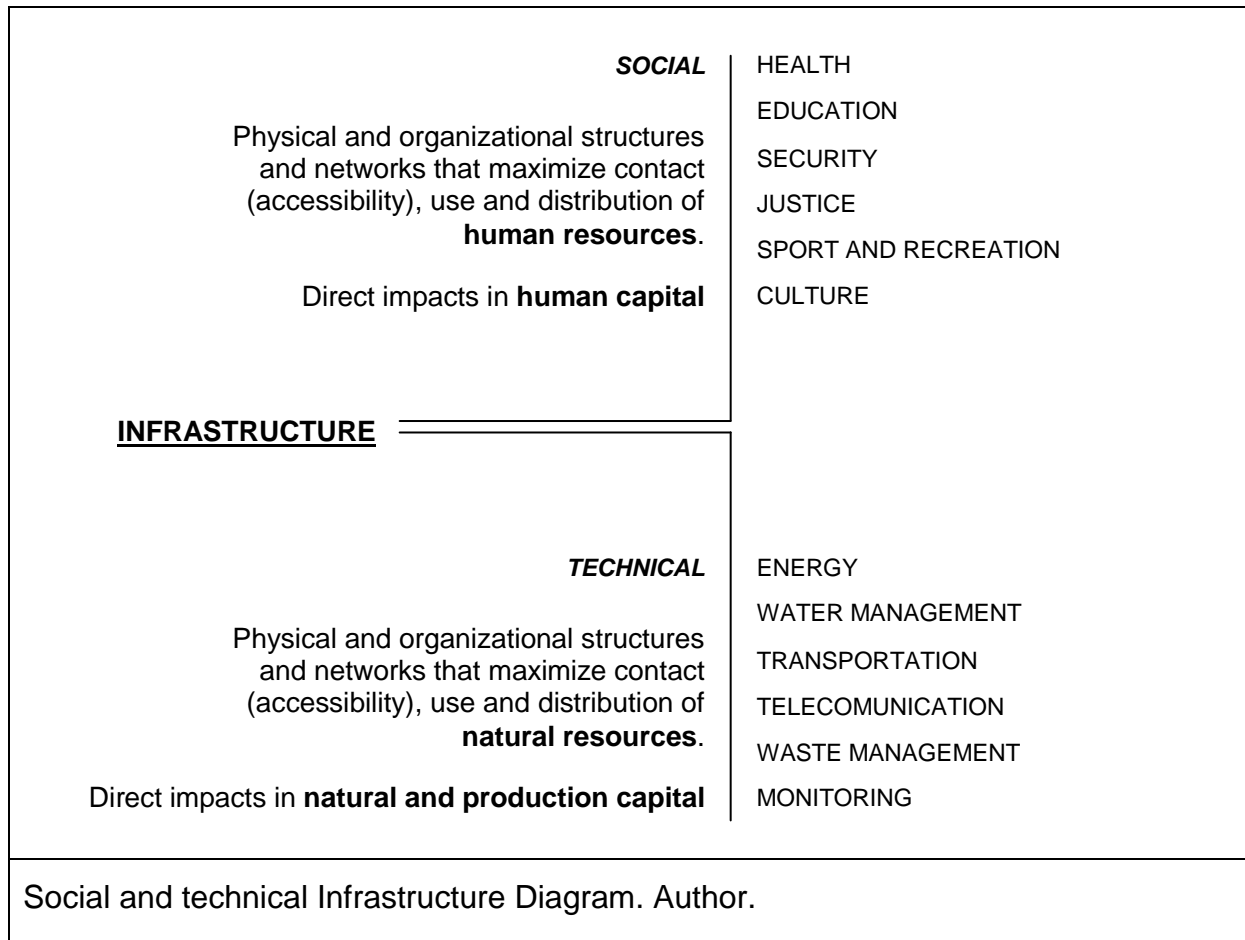 SOCIAL
Physical and organizational structures
and networks that maximize contact
(accessibility), use and distribution of
human resources.
Direct impacts in human capital
HEALTH
EDUCATION
SECURITY
JUSTICE
SPORT AND RECREATION
CULTURE
INFRASTRUCTURE
TECHNICAL
Physical and organizational structures
and networks that maximize contact
(accessibility), use and distribution of
natural resources.
Direct impacts in natural and production capital
ENERGY
WATER MANAGEMENT
TRANSPORTATION
TELECOMUNICATION
WASTE MANAGEMENT
MONITORING
Social and technical Infrastructure Diagram. Author.